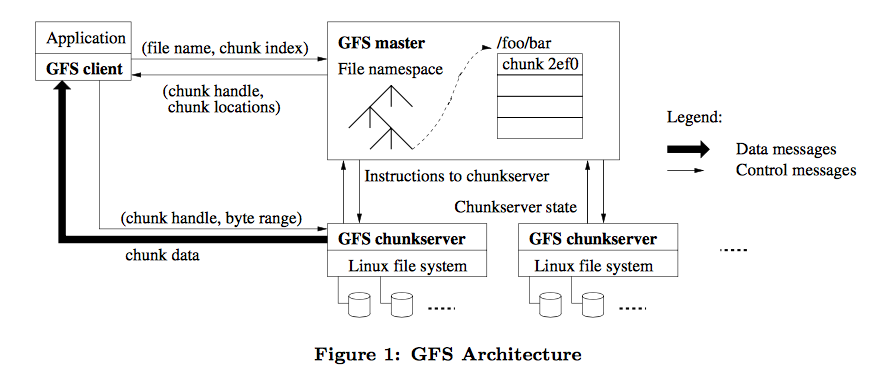 Application
GFS client
(file name, chunk index)
(chunk handle,
chunk locations)
GFS master
File namespace
/foo/bar
chunk 2ef0
Legend:
Data messages
Control messages
Instructions to chunkserver
Chunkserver state
(chunk handle, byte range)
chunk data
GFS chunkserver
Linux file system
GFS chunkserver
Linux file system
Figure 1: GFS Architecture